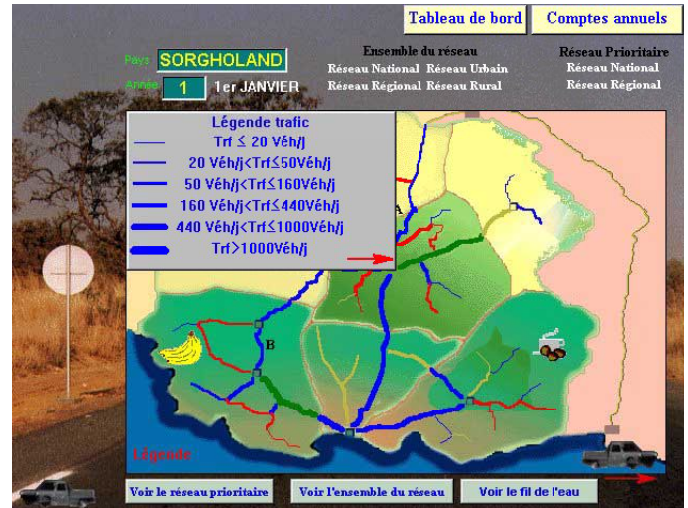 Tableau de bord Comptes annuels
Pays SORGHOLAND
Année 1 1er JANVIER
Ensemble du réseau
Réseau National Réseau Urbain
Réseau Régional Réseau Rural
Réseau Prioritaire
Réseau National
Réseau Régional
Légende trafic
Trf ≤ 20 Véh/j
20 Véh/j<Trf≤50Véh/j
50 Véh/j<Trf≤160Véh/j
160 Véh/j<Trf≤440Véh/j
440 Véh/j<Trf≤1000Véh/j
Trf>1000Véh/j
A
B
Légende
Voir le réseau prioritaire Voir l'ensemble du réseau Voir le fil de l'eau